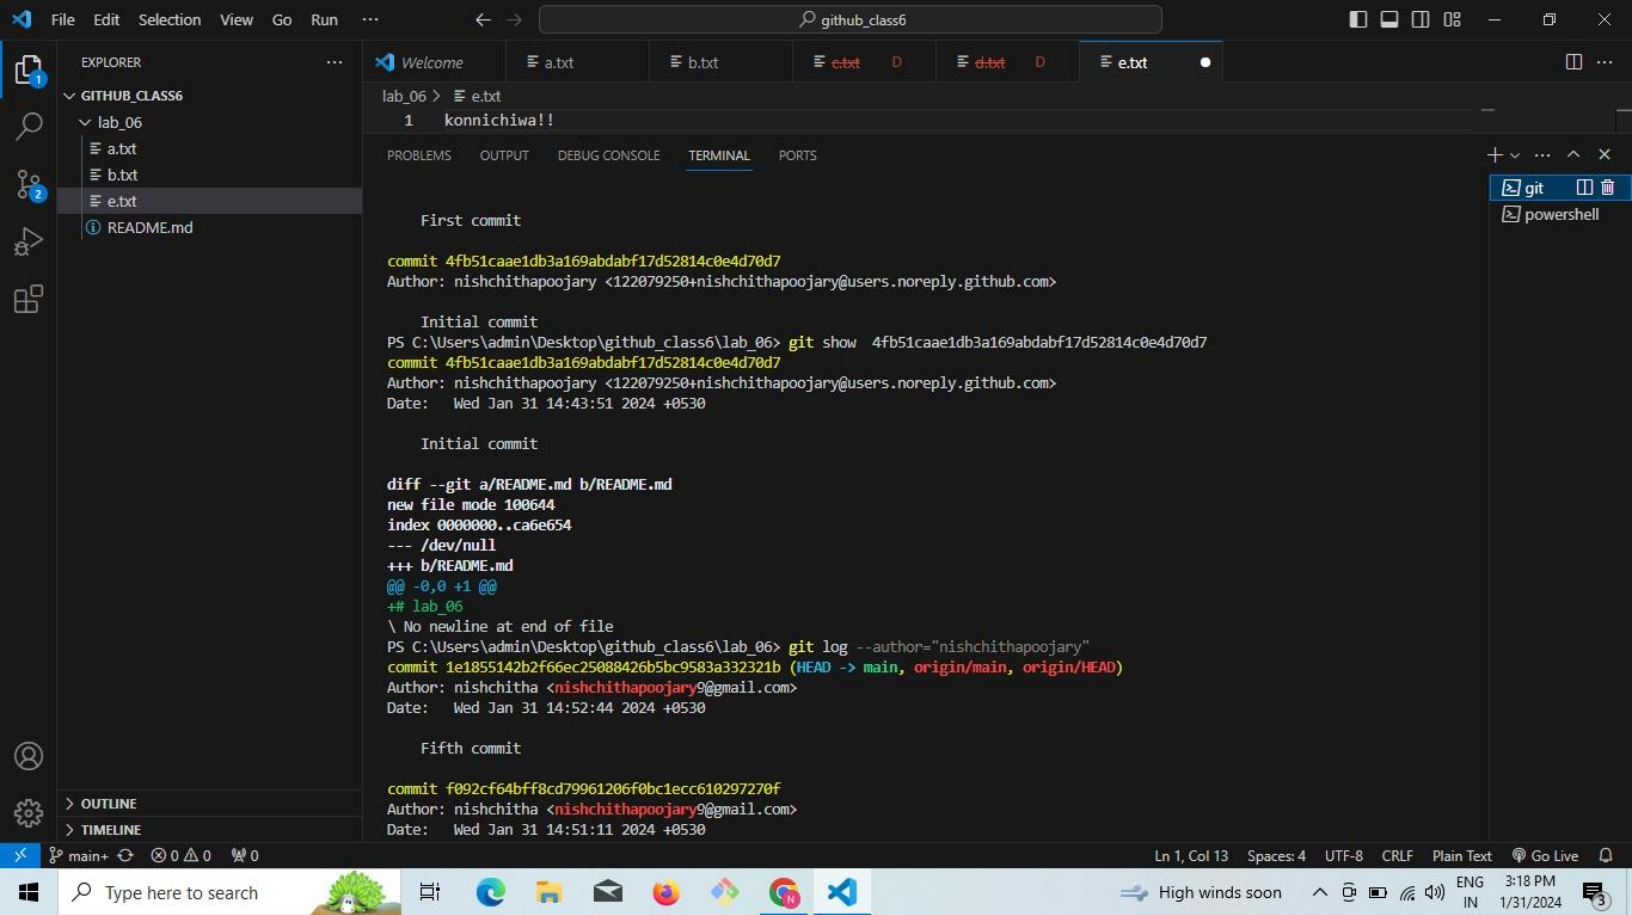 File Edit Selection View Go Run ···
github_class6
EXPLORER ···
Welcome
a.txt
b.txt
c.txt D
d.txt D
e.txt
GITHUB_CLASS6
lab_06
a.txt
b.txt
e.txt
README.md
1
2
lab_06 > e.txt
1 konnichiwa!!
PROBLEMS OUTPUT DEBUG CONSOLE TERMINAL PORTS
git
powershell
First commit
commit 4fb51caae1db3a169abdabf17d52814c0e4d70d7
Author: nishchithapoojary <122079250+nishchithapoojary@users.noreply.github.com>
Initial commit
PS C:\Users\admin\Desktop\github_class6\lab_06> git show  4fb51caae1db3a169abdabf17d52814c0e4d70d7
commit 4fb51caae1db3a169abdabf17d52814c0e4d70d7
Author: nishchithapoojary <122079250+nishchithapoojary@users.noreply.github.com>
Date:   Wed Jan 31 14:43:51 2024 +0530
Initial commit
diff --git a/README.md b/README.md
new file mode 100644
index 0000000..ca6e654
--- /dev/null
+++ b/README.md
@@ -0,0 +1 @@
+# lab_06
\ No newline at end of file
PS C:\Users\admin\Desktop\github_class6\lab_06> git log --author="nishchithapoojary"
commit 1e1855142b2f66ec25088426b5bc9583a332321b (HEAD -> main, origin/main, origin/HEAD)
Author: nishchitha <nishchithapoojary9@gmail.com>
Date:   Wed Jan 31 14:52:44 2024 +0530
Fifth commit
commit f092cf64bff8cd79961206f0bc1ecc610297270f
Author: nishchitha <nishchithapoojary9@gmail.com>
Date:   Wed Jan 31 14:51:11 2024 +0530
OUTLINE
TIMELINE
main+ 0 0 0
Ln 1, Col 13 Spaces: 4 UTF-8 CRLF Plain Text Go Live
Type here to search
N
High winds soon
ENG
IN
3:18 PM
1/31/2024
3